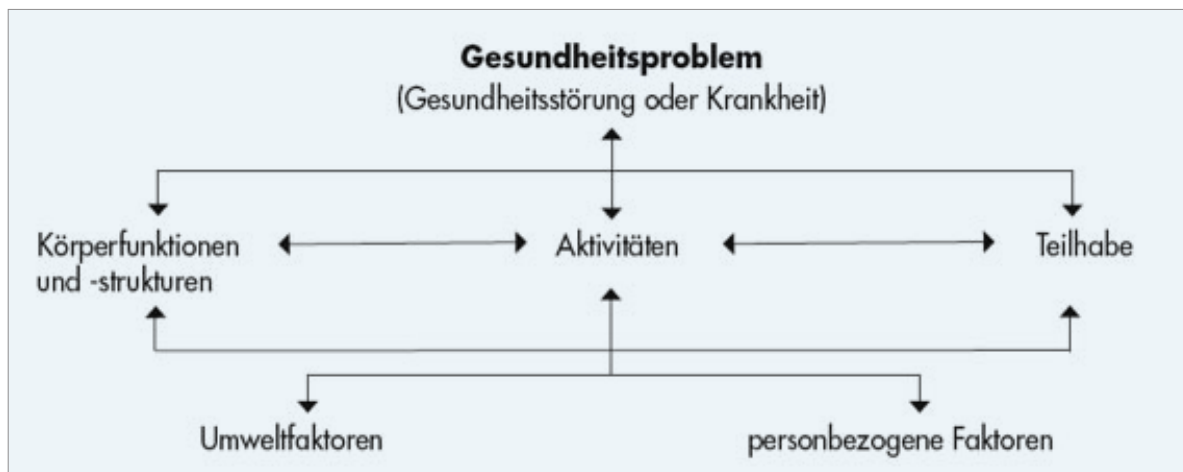 Gesundheitsproblem
(Gesundheitsstörung oder Krankheit)
Körperfunktionen
und -strukturen
Aktivitäten
Teilhabe
Umweltfaktoren
personbezogene Faktoren